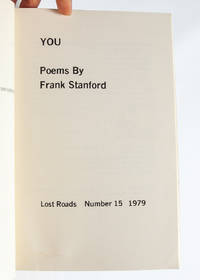 YOU
Poems By
Frank Stanford
Lost Roads Number 15 1979